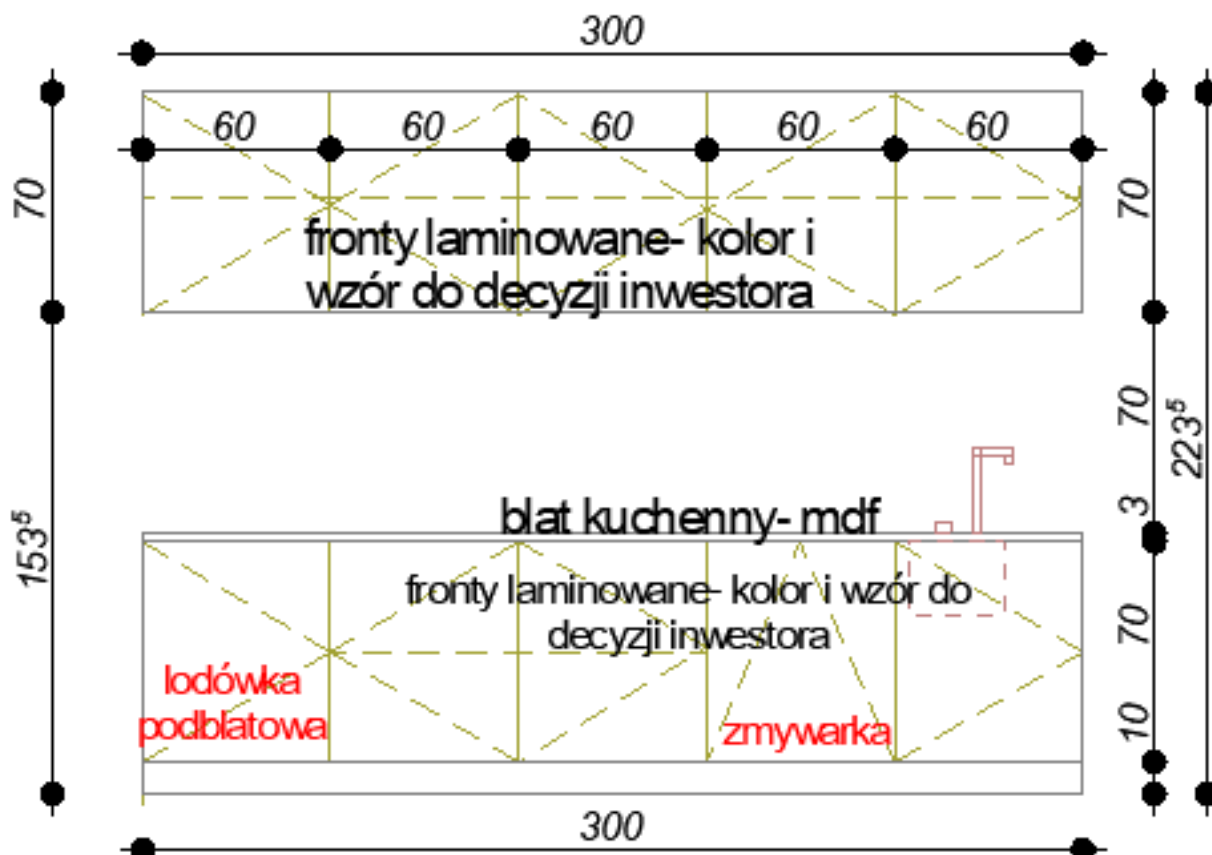 300
60 60 60 60 60
70
70
fronty laminowane- kolor i
wzór do decyzji inwestora
70
223⁵
153⁵
3
blat kuchenny- mdf
fronty laminowane- kolor i wzór do
decyzji inwestora
70
lodówka
podblatowa
zmywarka
10
300